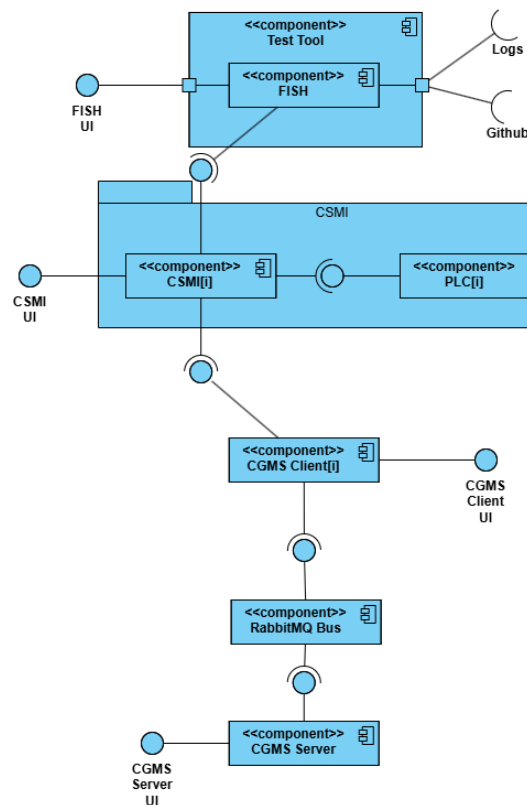 <<component>>
Test Tool
<<component>>
FISH
Logs
Github
FISH
UI
CSMI
<<component>>
CSMI[i]
<<component>>
PLC[i]
CSMI
UI
<<component>>
CGMS Client[i]
CGMS
Client
UI
<<component>>
RabbitMQ Bus
<<component>>
CGMS Server
CGMS
Server
UI